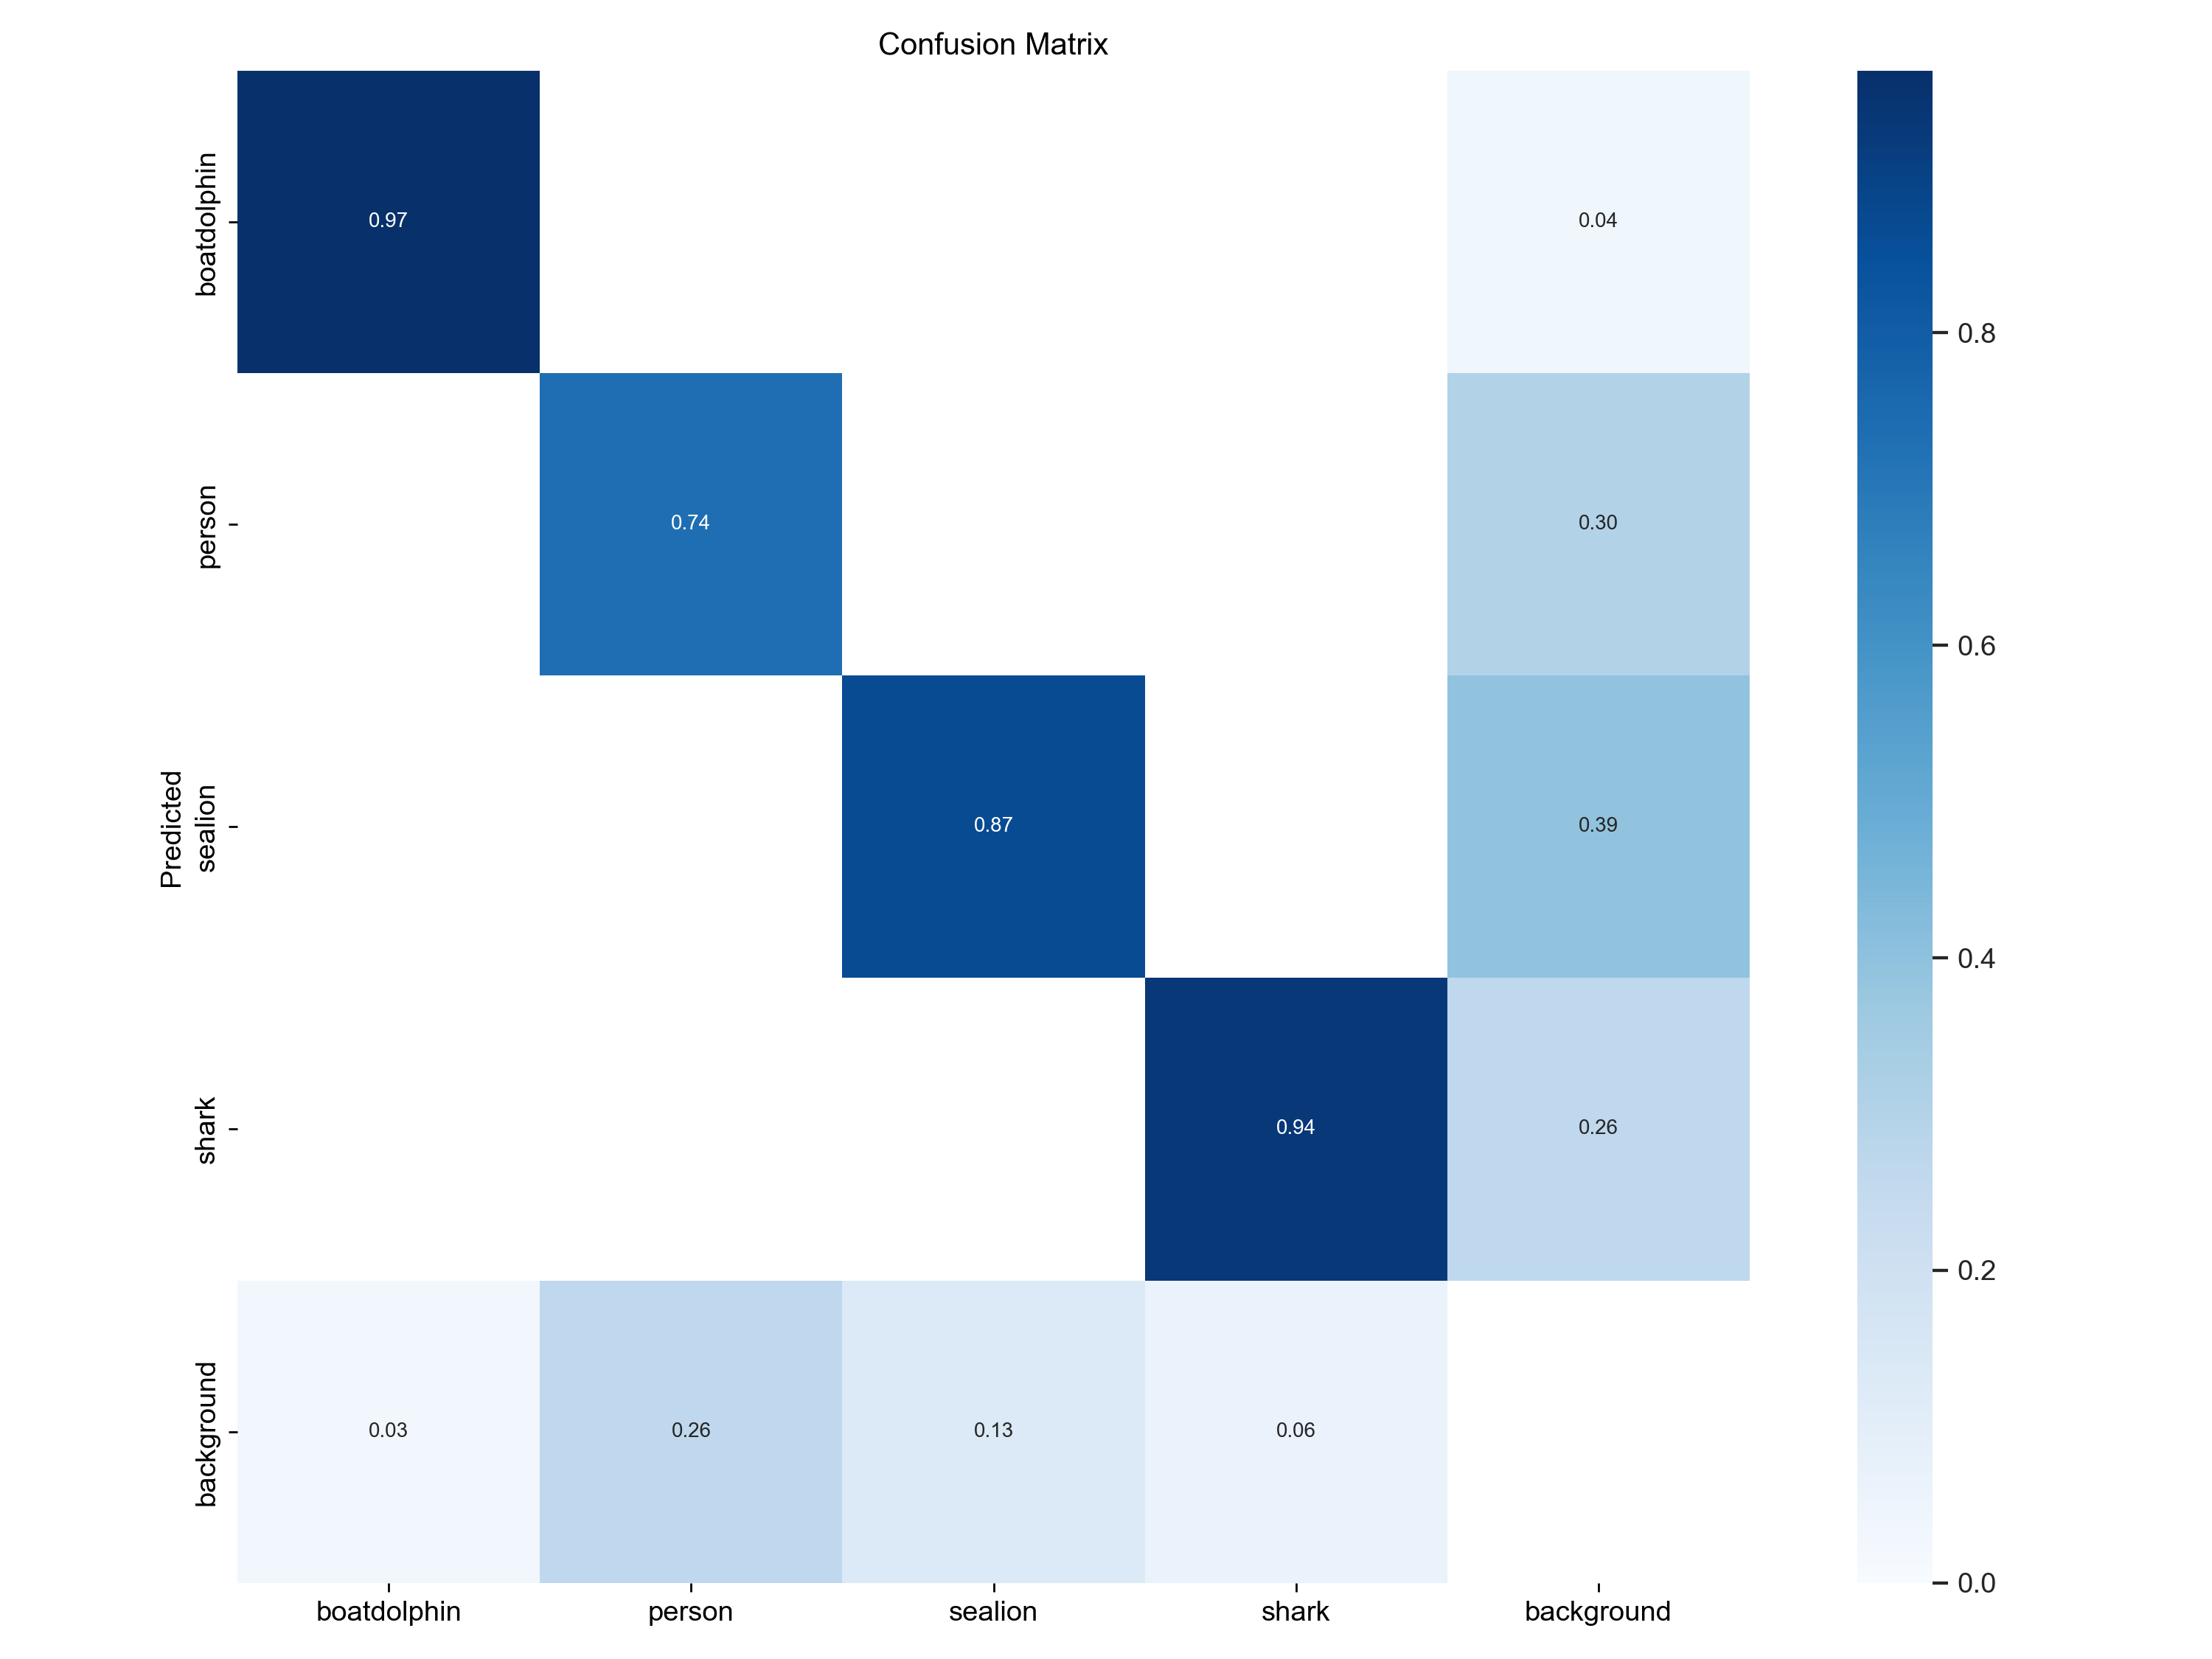 Confusion Matrix
Predicted
boatdolphin
0.97
0.04
person
0.74
0.30
sealion
0.87
0.39
shark
0.94
0.26
background
0.03
0.26
0.13
0.06
boatdolphin
person
sealion
shark
background
0.8
0.6
0.4
0.2
0.0